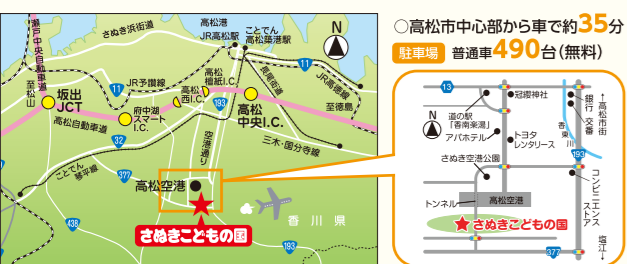 瀬戸中央自動車道
さぬき浜街道
高松港
JR高松駅
ことでん
高松築港駅
N
11
JR予讃線
至松山
坂出
JCT
高松自動車道
府中湖
スマート
I.C.
高松
西I.C.
高松
檀紙I.C.
193
長尾街道
11
JR高徳線
至徳島
高松
中央I.C.
32
空港通り
三木・国分寺線
ことでん
琴平線
377
高松空港
438
さぬきこどもの国
193
香川県
○高松市中心部から車で約35分
駐車場 普通車490台(無料)
13
冠纓神社
道の駅
「香南楽湯」
N
アパホテル
トヨタ
レンタリース
さぬき空港公園
香東川
銀行
交番
↑高松市街
193
コンビニエンス
ストア
トンネル
高松空港
さぬきこどもの国
377
塩江↓